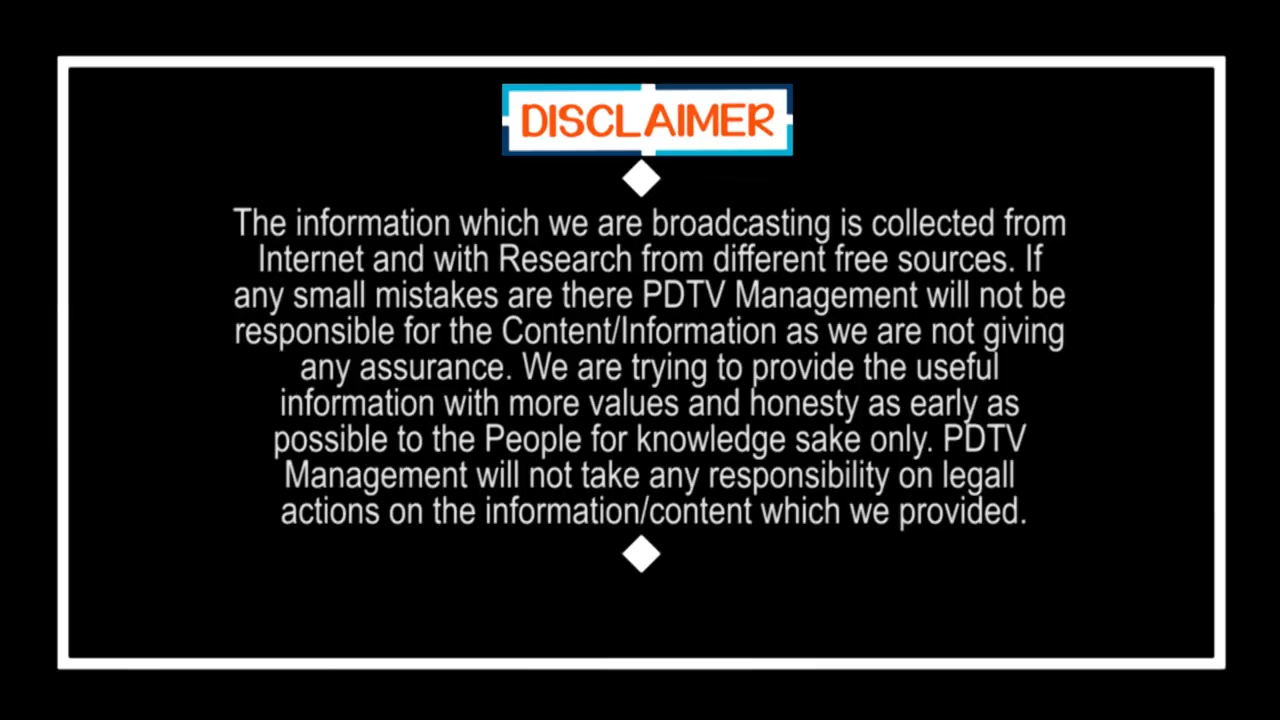 DISCLAIMER
The information which we are broadcasting is collected from
Internet and with Research from different free sources. If
any small mistakes are there PDTV Management will not be
responsible for the Content/Information as we are not giving
any assurance. We are trying to provide the useful
information with more values and honesty as early as
possible to the People for knowledge sake only. PDTV
Management will not take any responsibility on legall
actions on the information/content which we provided.